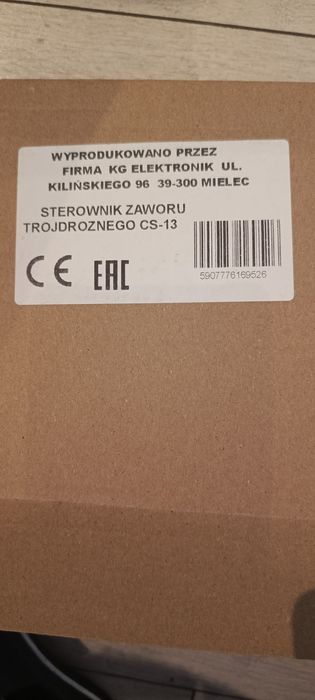 WYPRODUKOWANO PRZEZ
FIRMA KG ELEKTRONIK UL.
KILIŃSKIEGO 96 39-300 MIELEC
STEROWNIK ZAWORU
TROJDROZNEGO CS-13
CE EAC
5907776169526